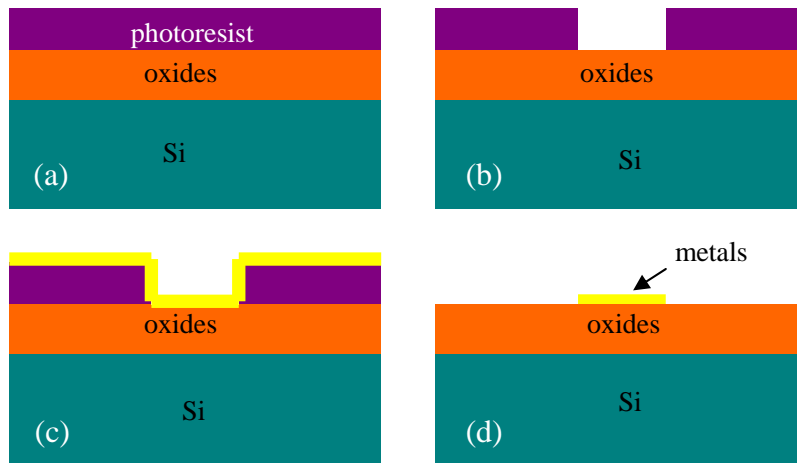 photoresist
oxides
Si
(a)
oxides
Si
(b)
oxides
Si
(c)
metals
oxides
Si
(d)